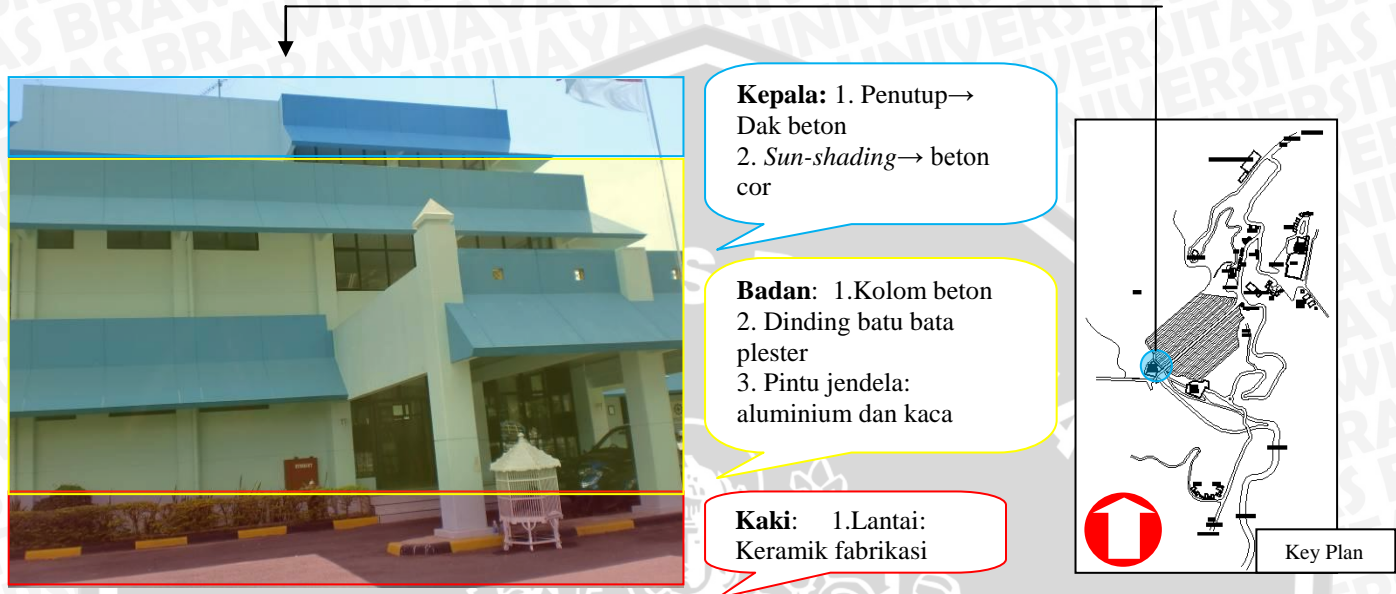 Kepala: 1. Penutup→
Dak beton
2. Sun-shading→ beton
cor
Badan: 1.Kolom beton
2. Dinding batu bata
plester
3. Pintu jendela:
aluminium dan kaca
Kaki: 1.Lantai:
Keramik fabrikasi
Key Plan